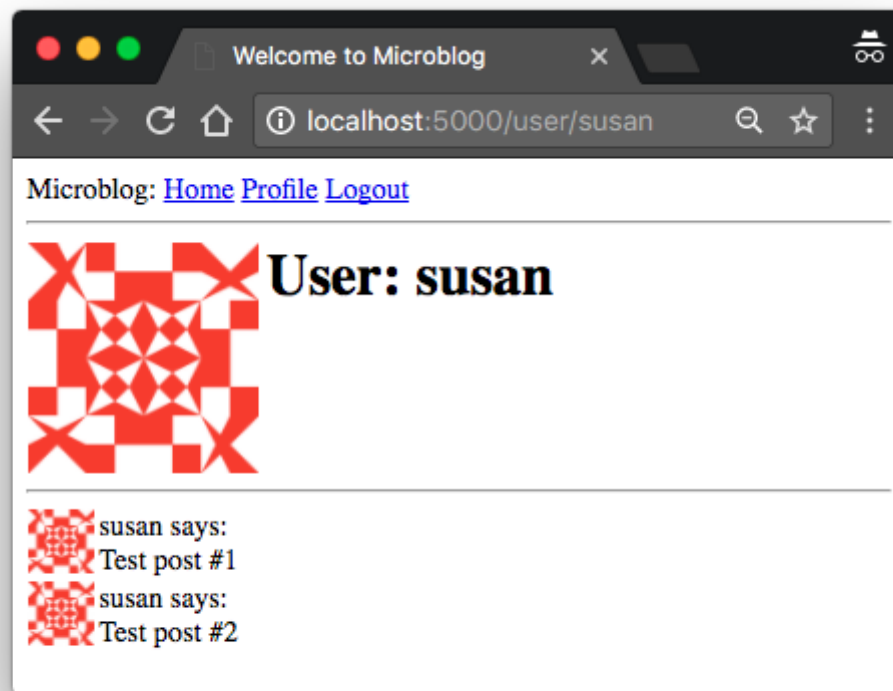 Welcome to Microblog
localhost:5000/user/susan
Microblog: Home Profile Logout
User: susan
susan says:
Test post #1
susan says:
Test post #2